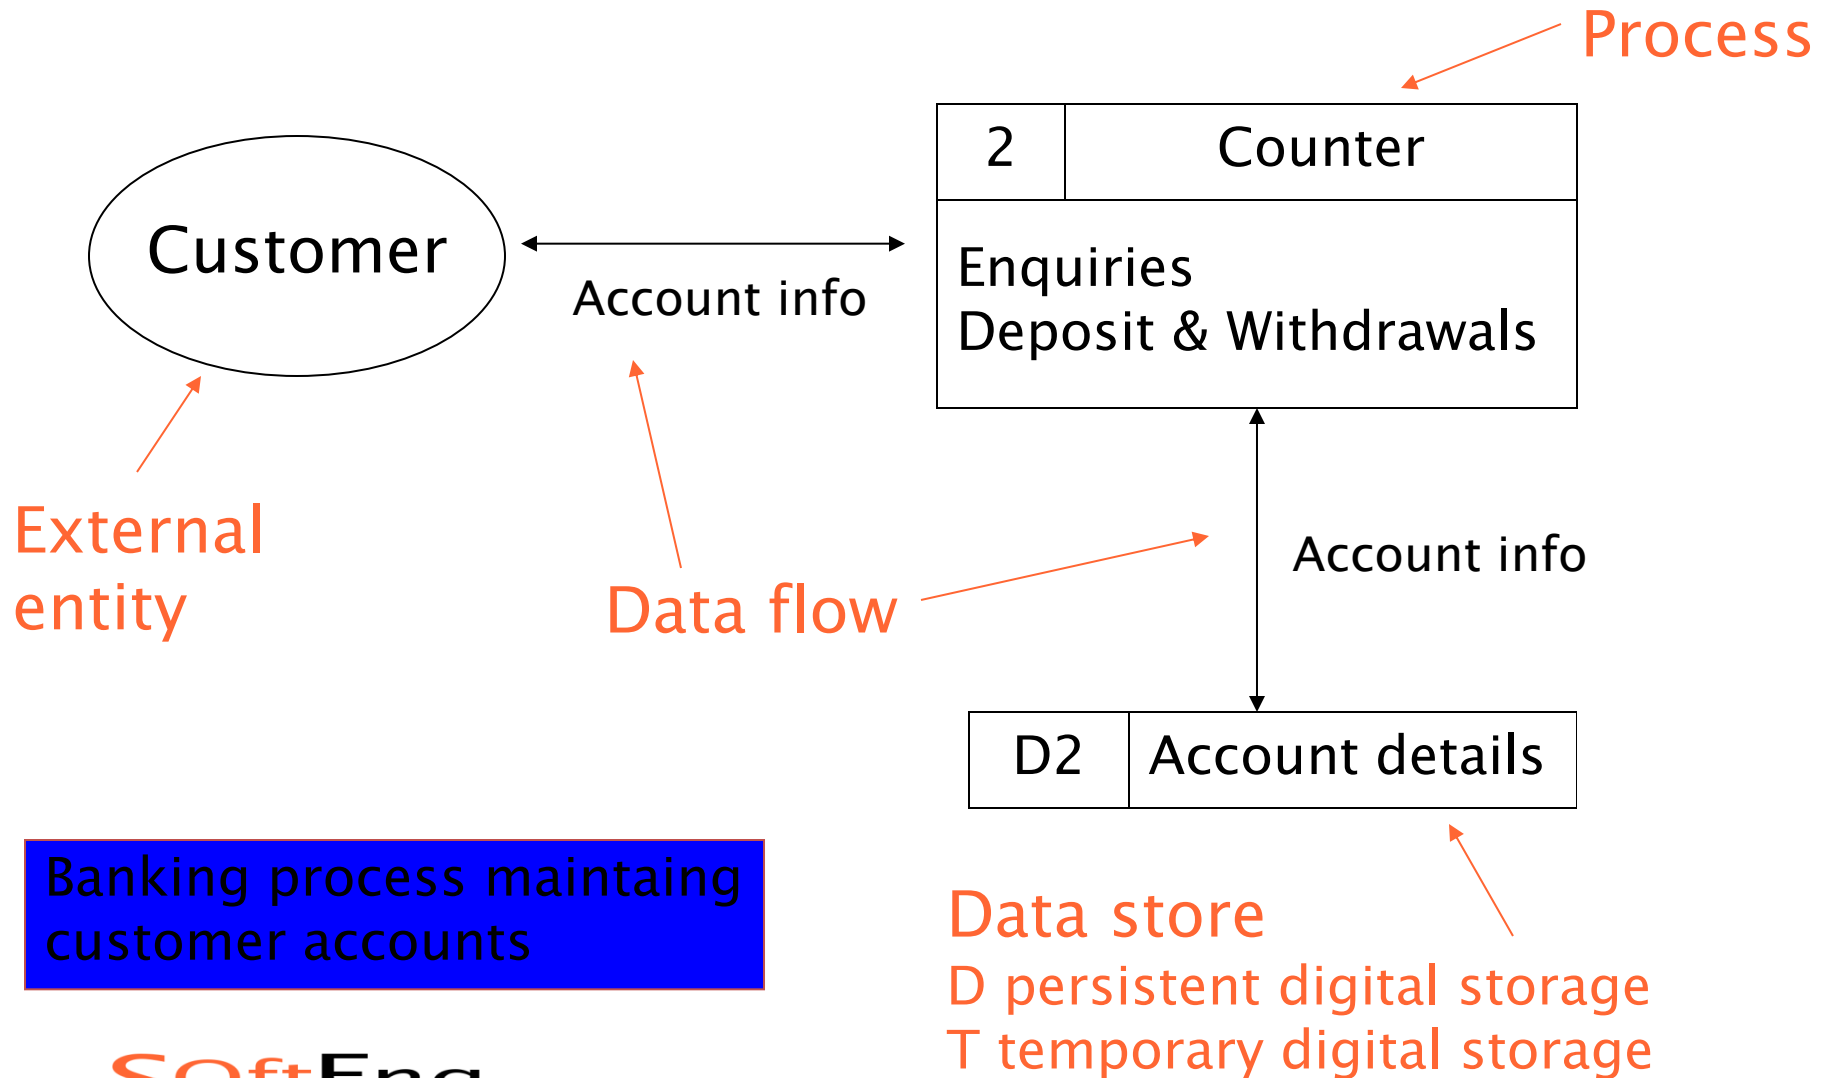 Process
2
Counter
Customer
Account info
Enquiries
Deposit & Withdrawals
External
entity
Data flow
Account info
D2
Account details
Banking process maintaing
customer accounts
Data store
D persistent digital storage
T temporary digital storage
SOftEng